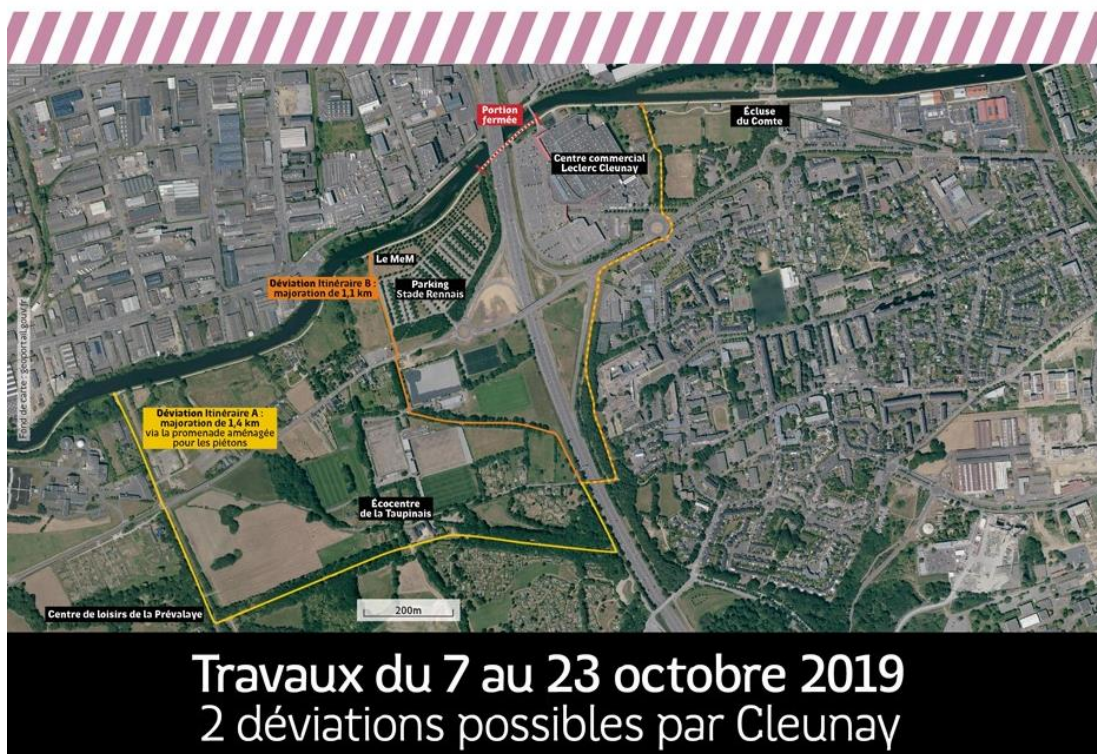 Portion
fermée
Écluse
du Comte
Centre commercial
Leclerc Cleunay
Le MeM
Déviation Itinéraire B :
majoration de 1,1 km
Parking
Stade Rennais
Fond de carte : geoportail.gouv.fr
Déviation Itinéraire A :
majoration de 1,4 km
via la promenade aménagée
pour les piétons
Écocentre
de la Taupinais
Centre de loisirs de la Prévalaye
200m
Travaux du 7 au 23 octobre 2019
2 déviations possibles par Cleunay